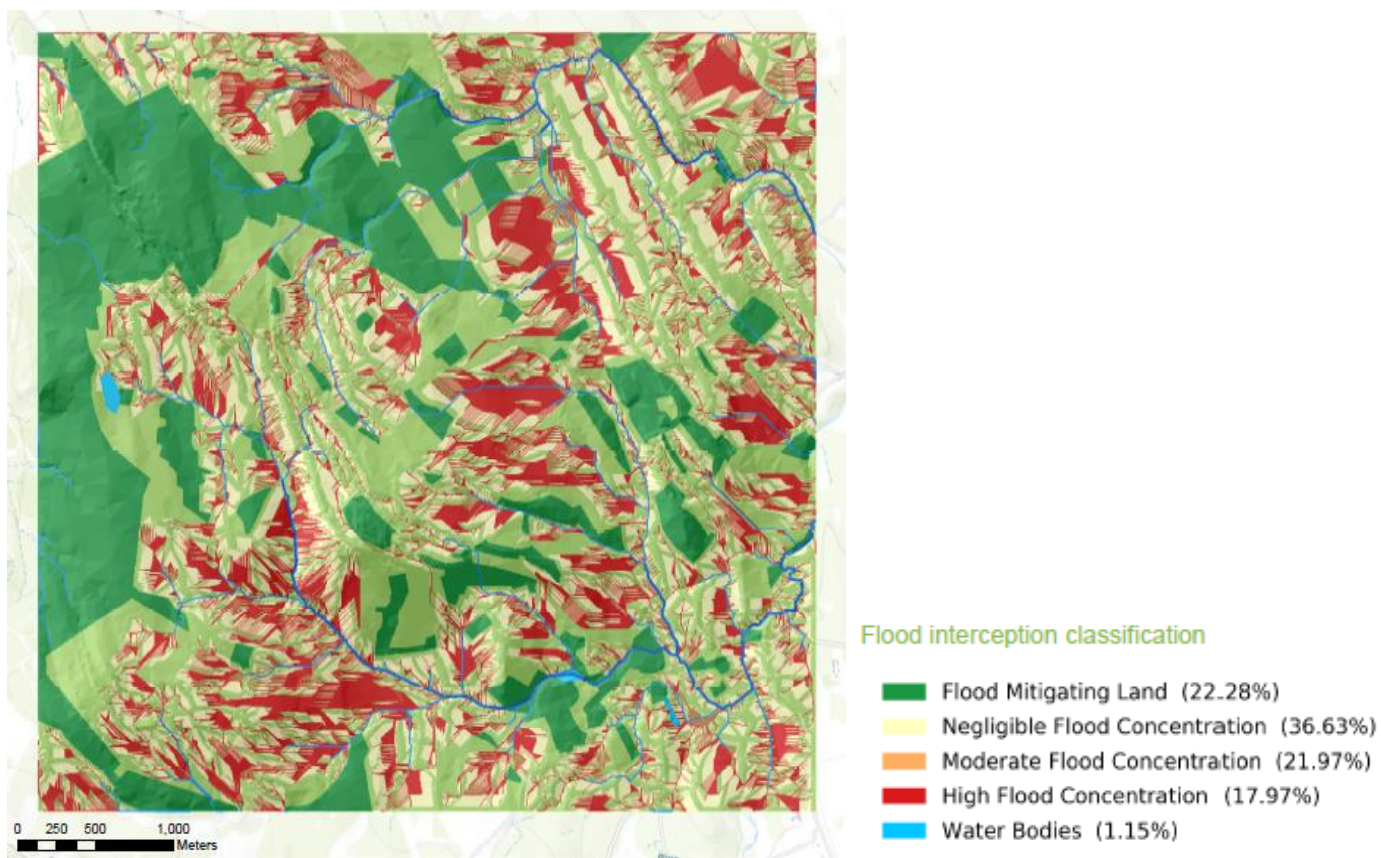 Flood interception classification
Flood Mitigating Land (22.28%)
Negligible Flood Concentration (36.63%)
Moderate Flood Concentration (21.97%)
High Flood Concentration (17.97%)
Water Bodies (1.15%)
0 250 500 1,000
Meters